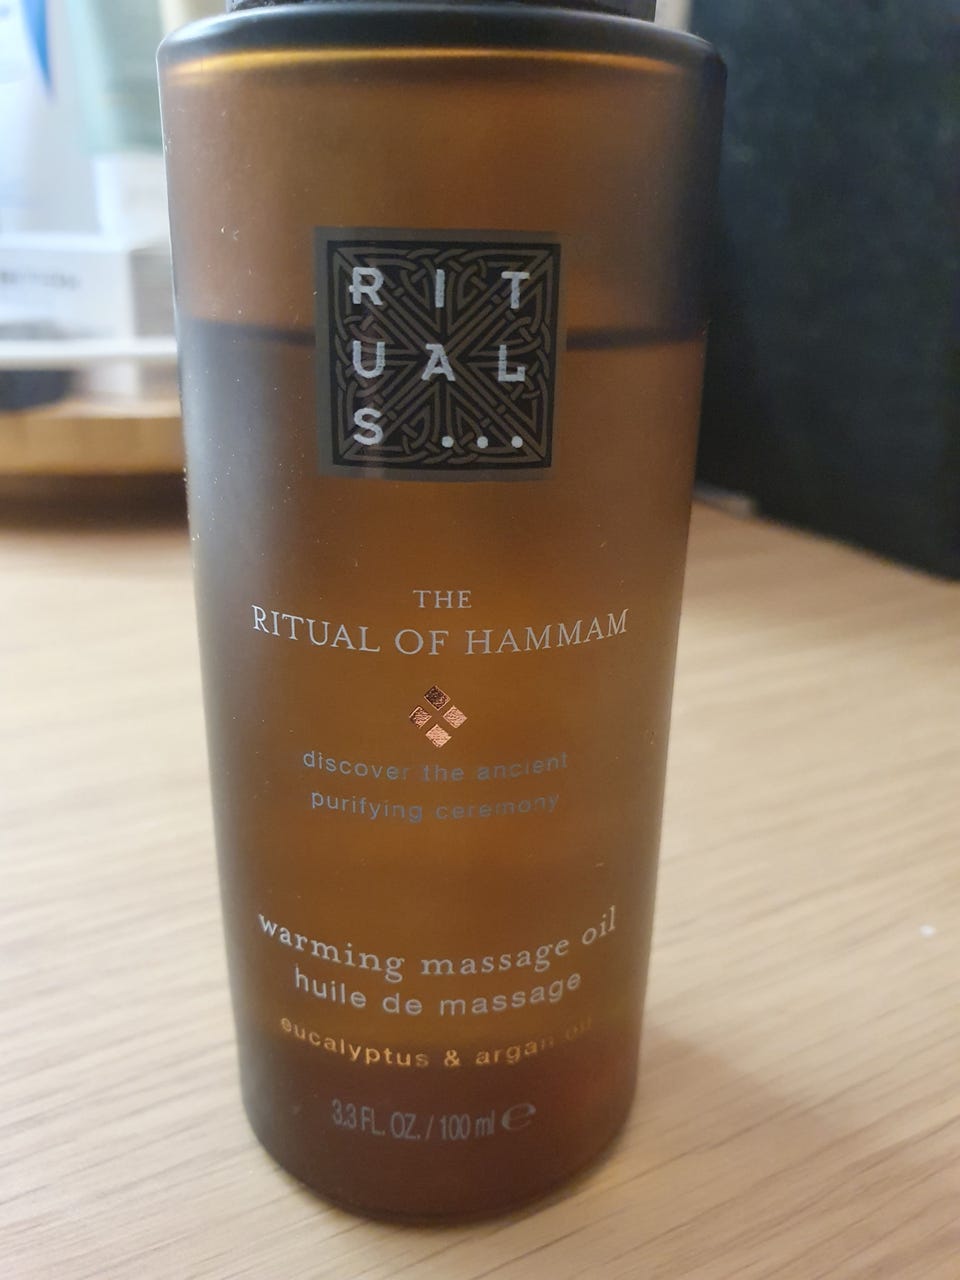 RIT
UAL
S...
THE
RITUAL OF HAMMAM
discover the ancient
purifying ceremony
warming massage oil
huile de massage
eucalyptus & argan oil
3.3 FL. OZ. / 100 ml ℮